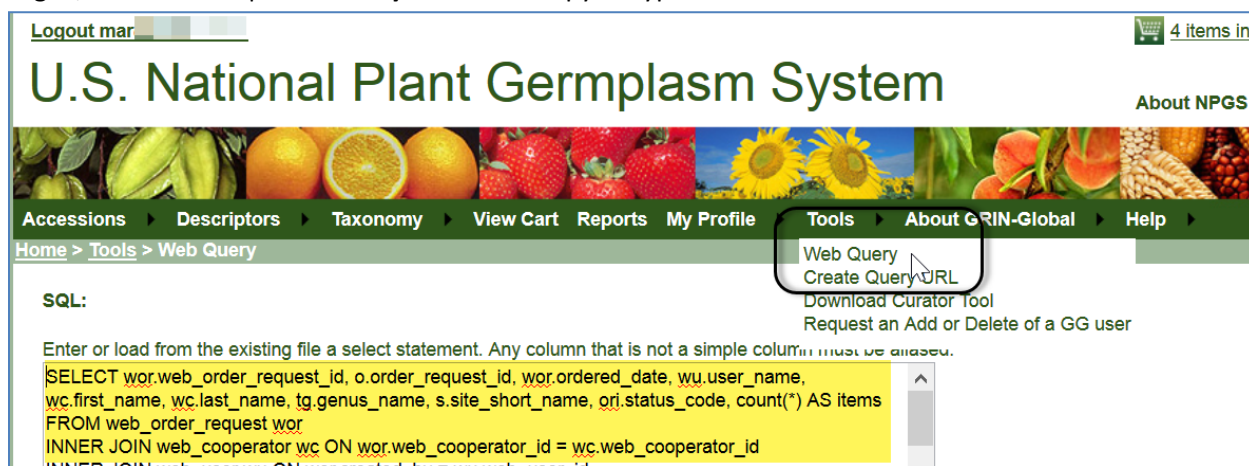 Logout mar
4 items in
U.S. National Plant Germplasm System
About NPGS
Accessions Descriptors Taxonomy View Cart Reports My Profile Tools About GRIN-Global Help
Home > Tools > Web Query
Web Query
Create Query URL
Download Curator Tool
Request an Add or Delete of a GG user
SQL:
Enter or load from the existing file a select statement. Any column that is not a simple column must be aliased.
SELECT wor.web_order_request_id, o.order_request_id, wor.ordered_date, wu.user_name,
wc.first_name, wc.last_name, tg.genus_name, s.site_short_name, ori.status_code, count(*) AS items
FROM web_order_request wor
INNER JOIN web_cooperator wc ON wor.web_cooperator_id = wc.web_cooperator_id